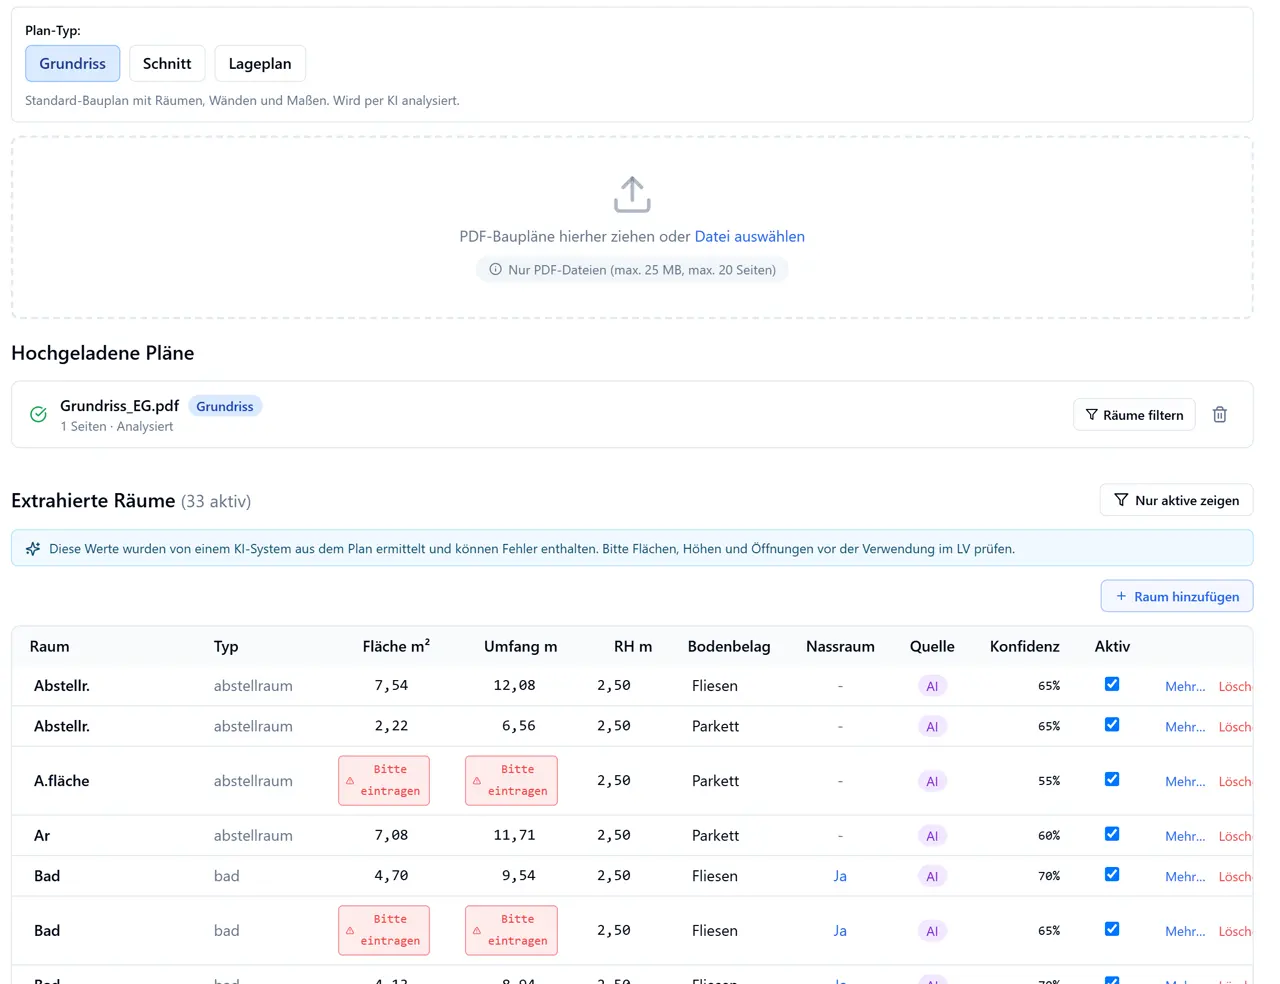 Plan-Typ:
Grundriss Schnitt Lageplan
Standard-Bauplan mit Räumen, Wänden und Maßen. Wird per KI analysiert.
PDF-Baupläne hierher ziehen oder Datei auswählen
Nur PDF-Dateien (max. 25 MB, max. 20 Seiten)
Hochgeladene Pläne
Grundriss_EG.pdf Grundriss
1 Seiten · Analysiert
Räume filtern
Extrahierte Räume (33 aktiv)
Nur aktive zeigen
Diese Werte wurden von einem KI-System aus dem Plan ermittelt und können Fehler enthalten. Bitte Flächen, Höhen und Öffnungen vor der Verwendung im LV prüfen.
+ Raum hinzufügen
Raum Typ Fläche m² Umfang m RH m Bodenbelag Nassraum Quelle Konfidenz Aktiv
Abstellr. abstellraum 7,54 12,08 2,50 Fliesen - AI 65% Mehr... Lösch
Abstellr. abstellraum 2,22 6,56 2,50 Parkett - AI 65% Mehr... Lösch
A.fläche abstellraum Bitte eintragen Bitte eintragen 2,50 Parkett - AI 55% Mehr... Lösch
Ar abstellraum 7,08 11,71 2,50 Parkett - AI 60% Mehr... Lösch
Bad bad 4,70 9,54 2,50 Fliesen Ja AI 70% Mehr... Lösch
Bad bad Bitte eintragen Bitte eintragen 2,50 Fliesen Ja AI 65% Mehr... Lösch